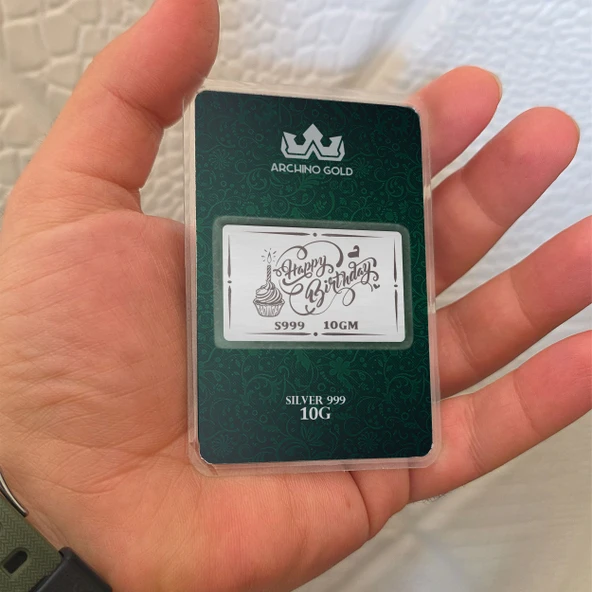 ARCHINO GOLD
Happy
Birthday
S999 10GM
SILVER 999
10G